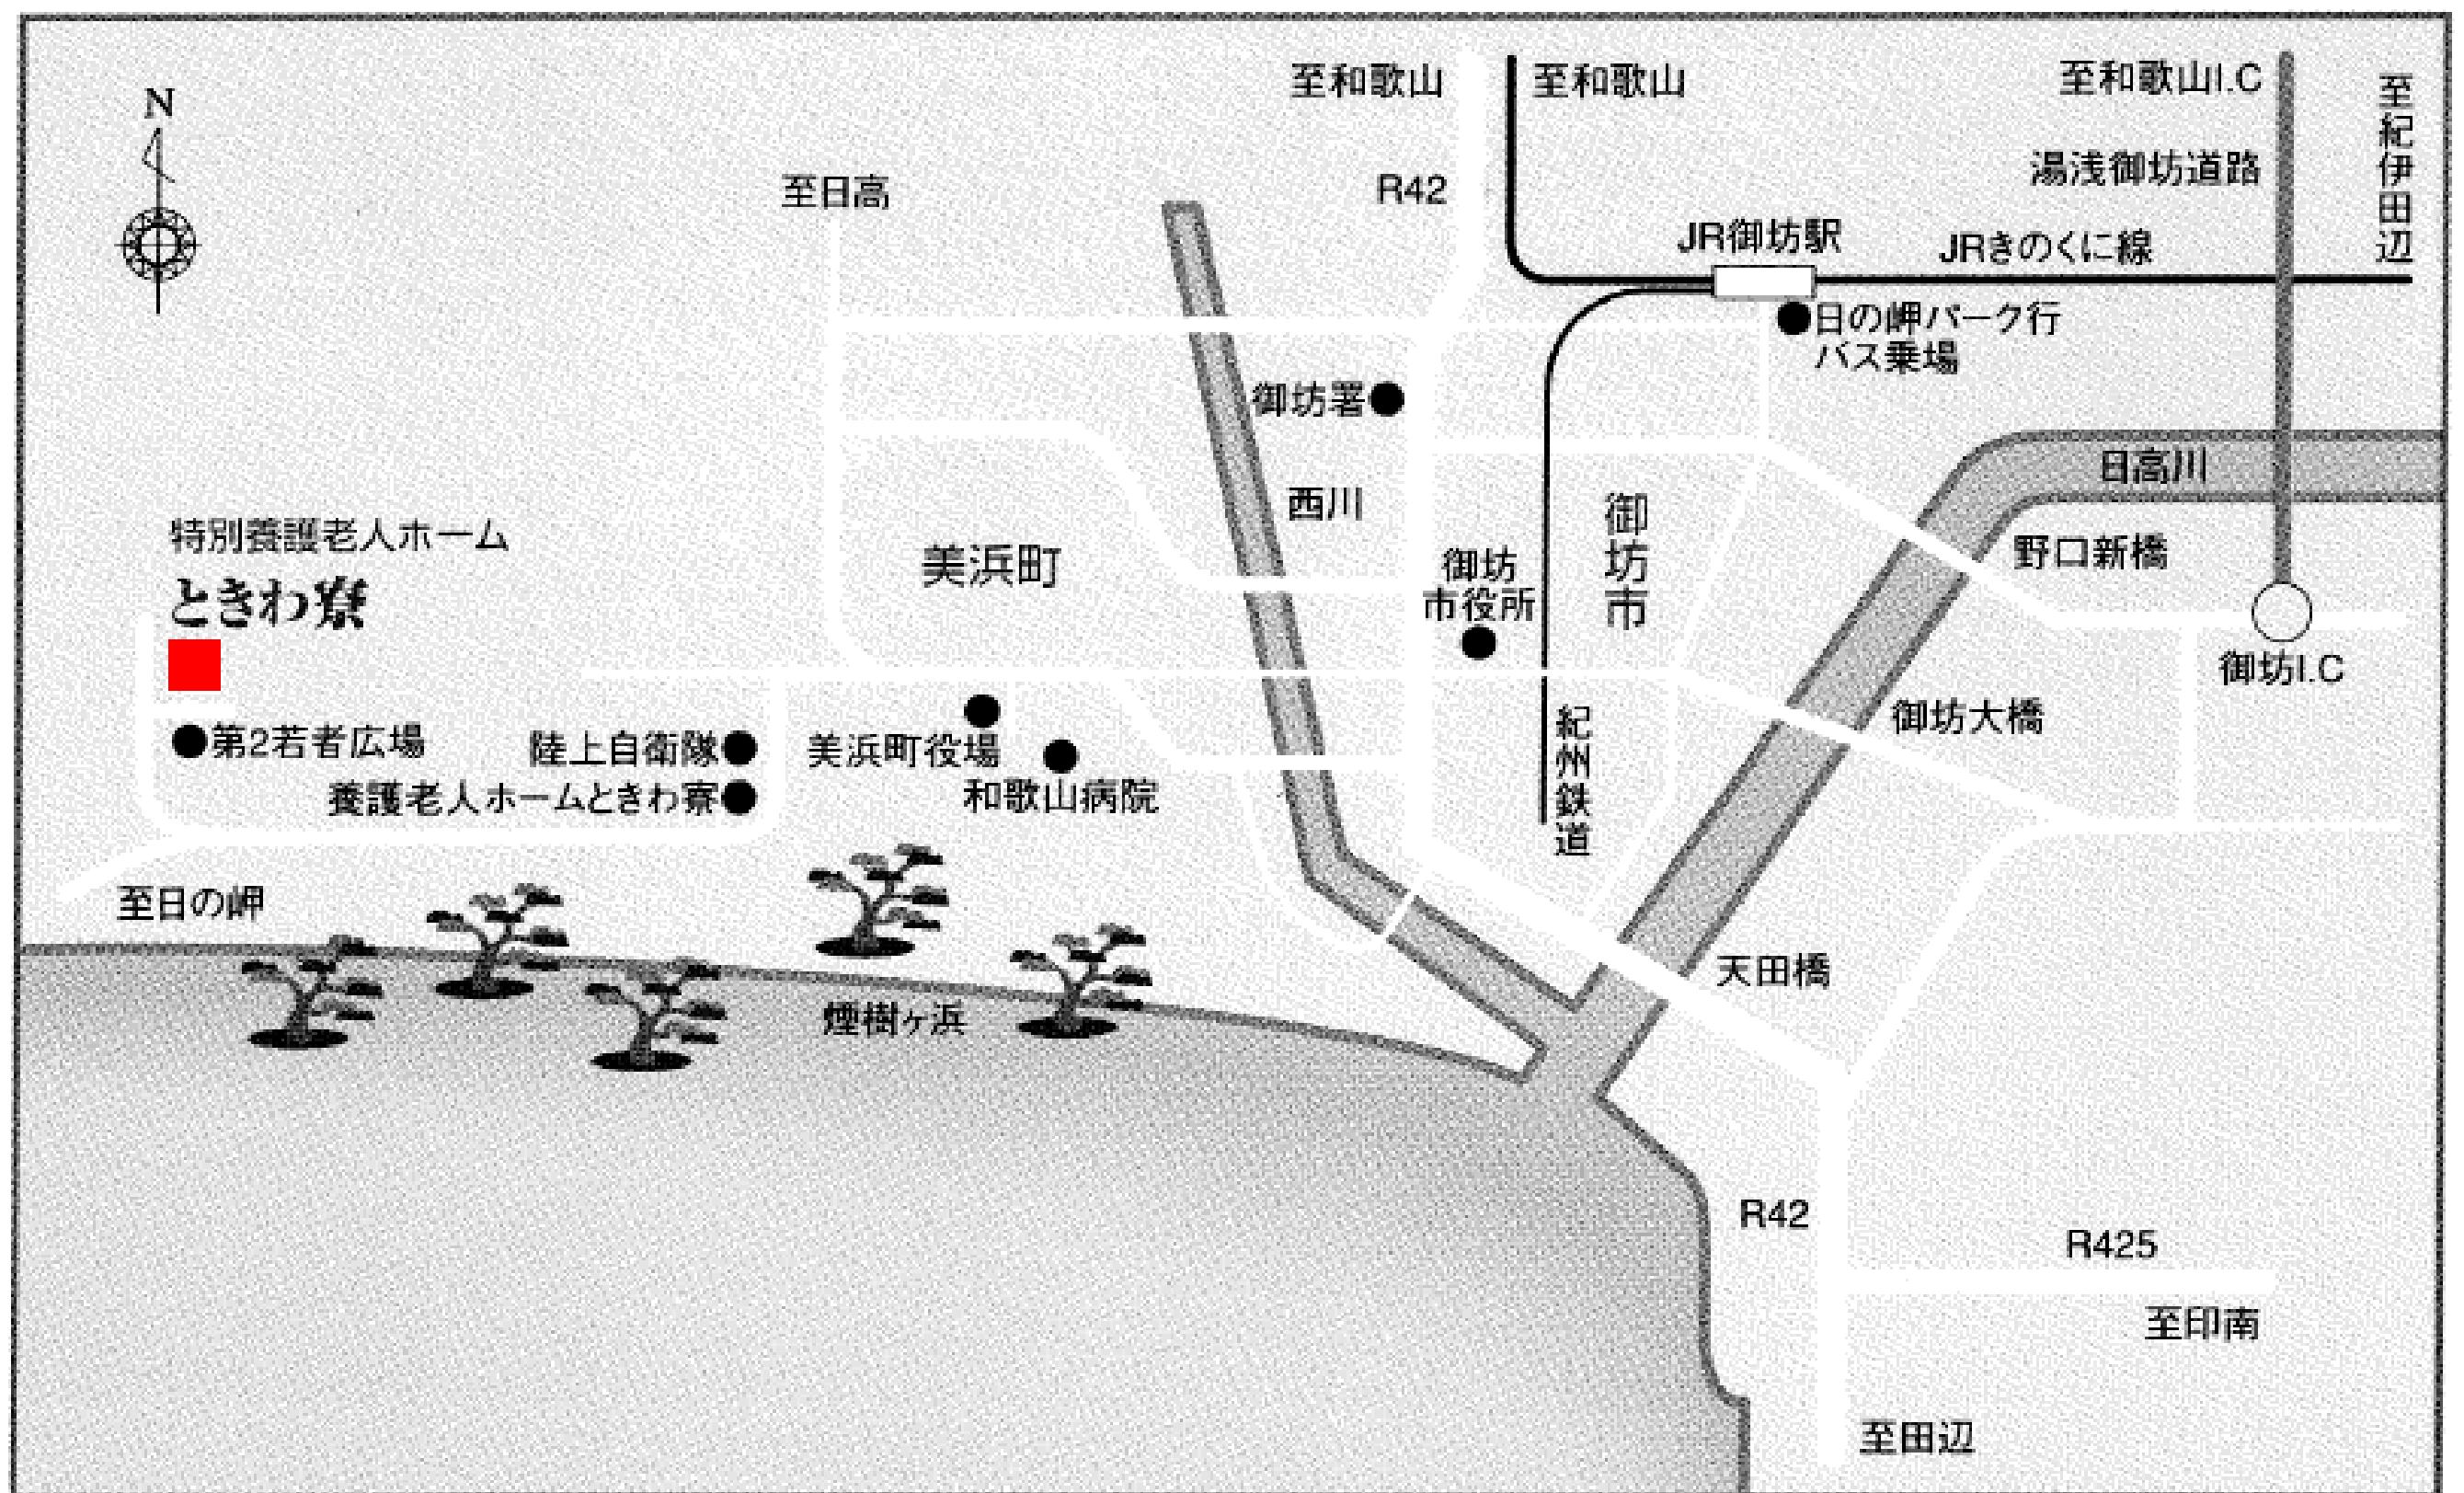 N
至和歌山
至和歌山
至和歌山I.C
至紀伊田辺
湯浅御坊道路
至日高
R42
JR御坊駅
JRきのくに線
日の岬パーク行
バス乗場
御坊署
日高川
西川
御坊市
特別養護老人ホーム
ときわ寮
美浜町
御坊
市役所
野口新橋
御坊I.C
第2若者広場
陸上自衛隊
美浜町役場
御坊大橋
紀州鉄道
養護老人ホームときわ寮
和歌山病院
至日の岬
天田橋
煙樹ヶ浜
R42
R425
至印南
至田辺